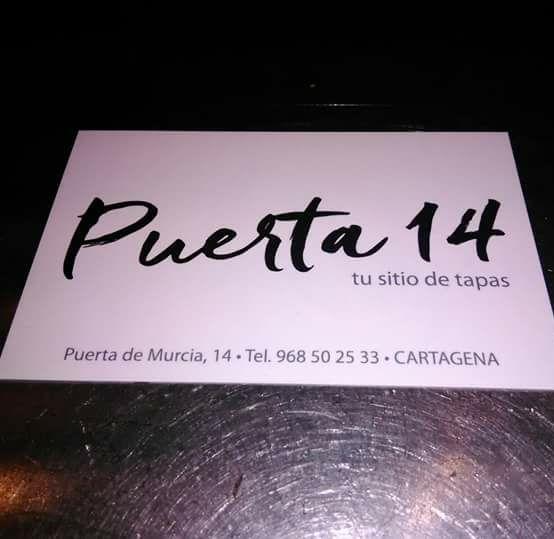 Puerta 14
tu sitio de tapas
Puerta de Murcia, 14 • Tel. 968 50 25 33 • CARTAGENA